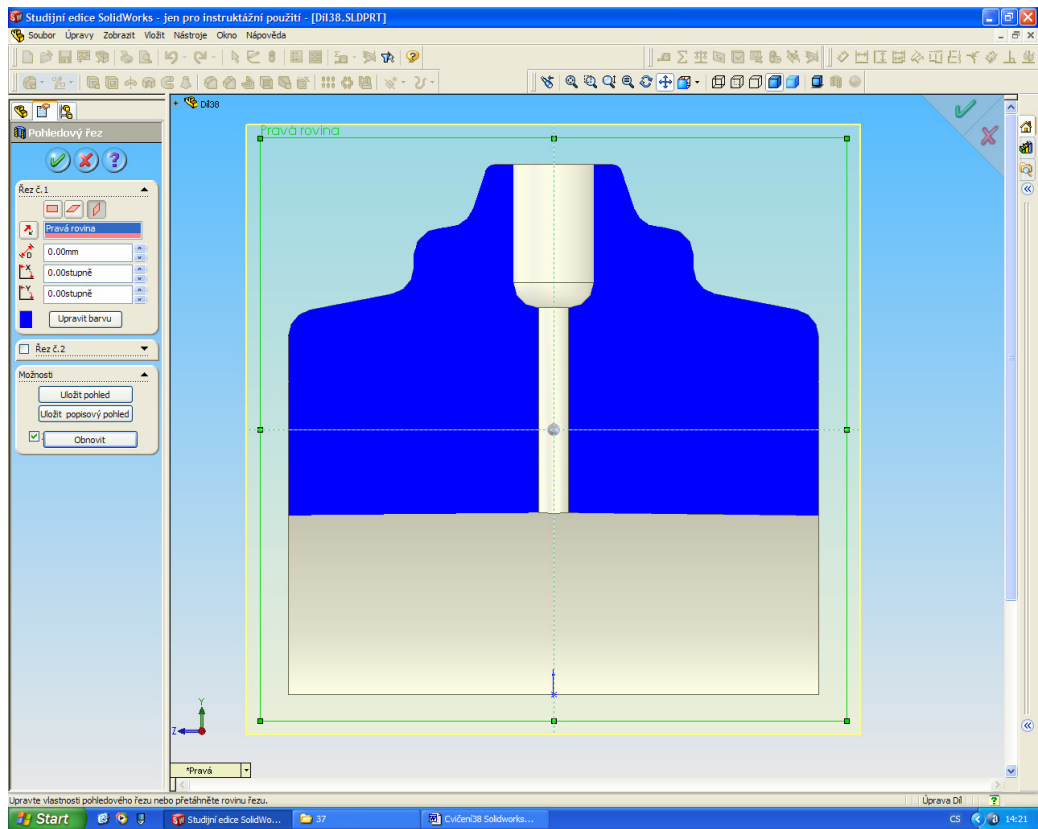 Studijní edice SolidWorks - jen pro instruktážní použití - [Díl38.SLDPRT]
Soubor Úpravy Zobrazit Vložit Nástroje Okno Nápověda
Díl38
Pohledový řez
Řez č.1
Pravá rovina
0.00mm
0.00stupně
0.00stupně
Upravit barvu
Řez č.2
Možnosti
Uložit pohled
Uložit popisový pohled
Obnovit
Pravá rovina
Y
Z
*Pravá
Upravte vlastnosti pohledového řezu nebo přetáhněte rovinu řezu.
Úprava Díl
Start
Studijní edice SolidWo...
37
Cvičení38 Solidworks...
CS
14:21